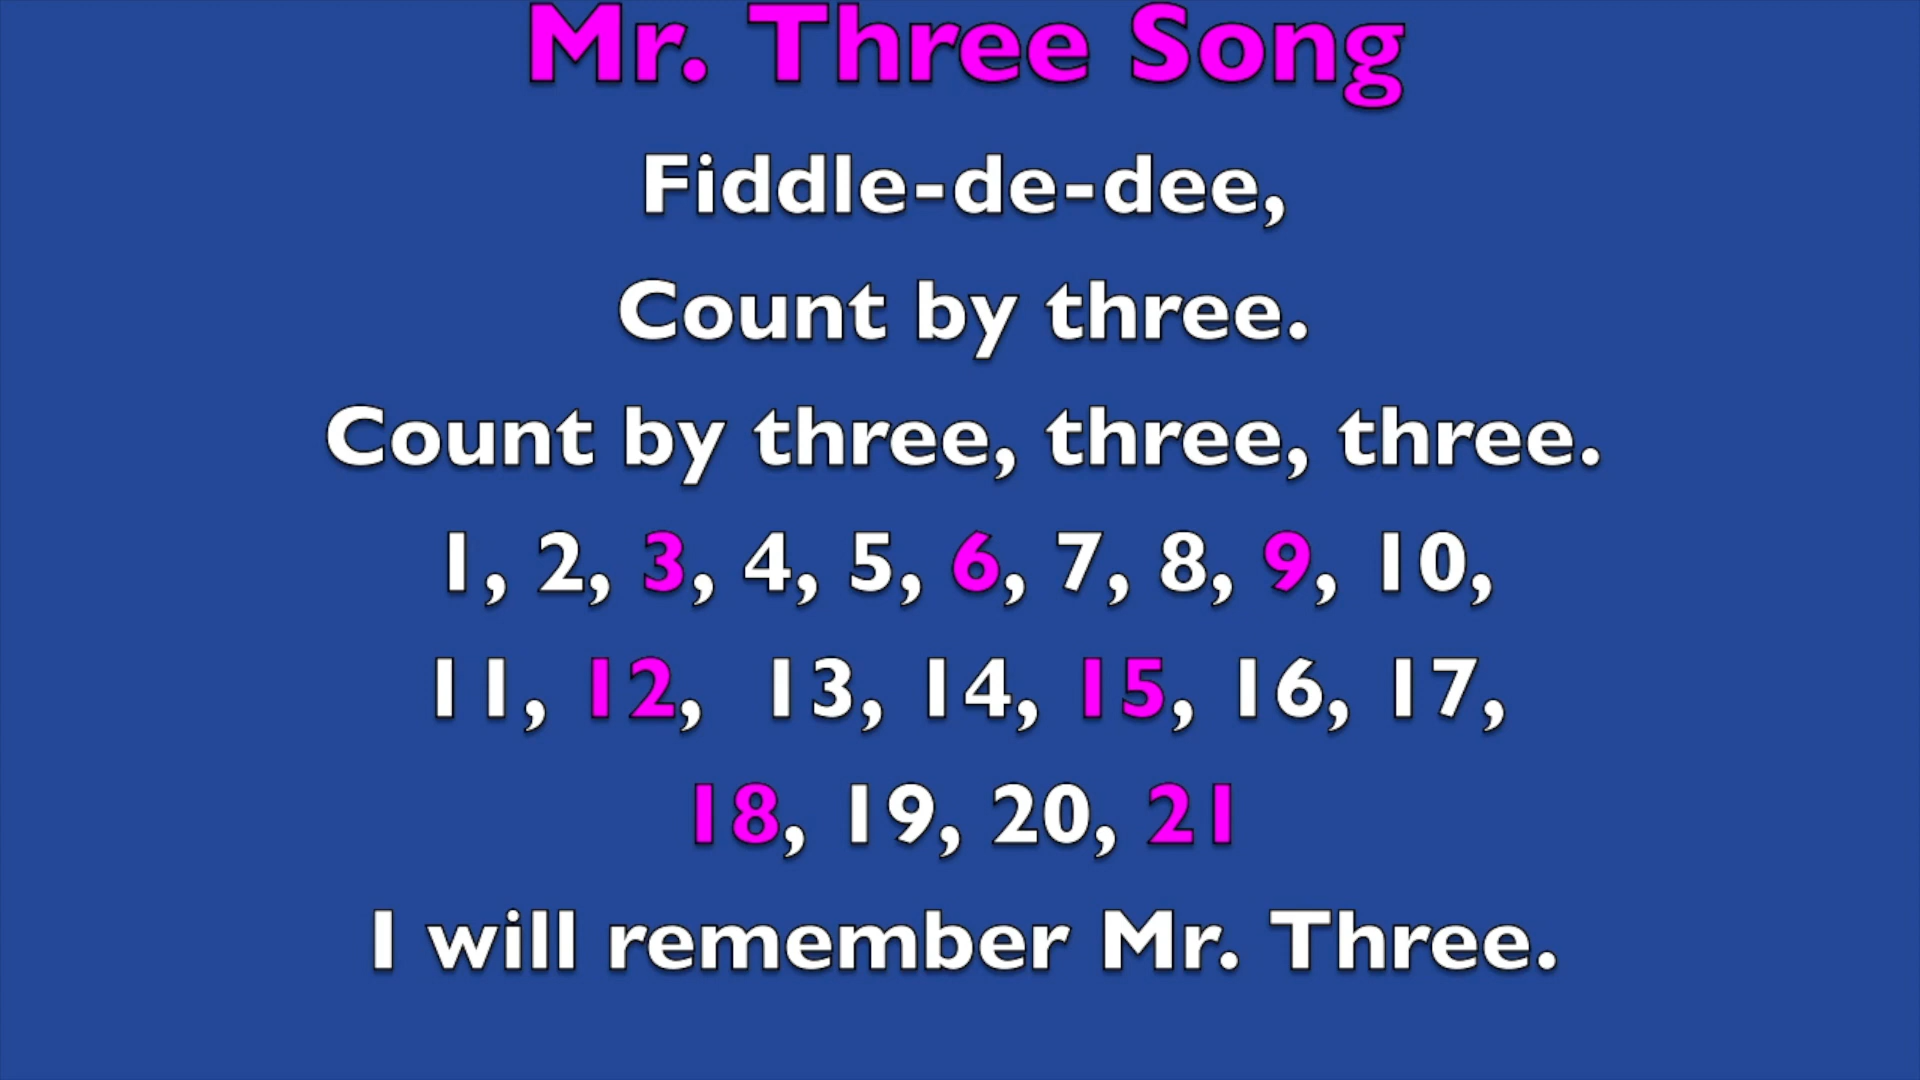 Mr. Three Song
Fiddle-de-dee,
Count by three.
Count by three, three, three.
1, 2, 3, 4, 5, 6, 7, 8, 9, 10,
11, 12, 13, 14, 15, 16, 17,
18, 19, 20, 21
I will remember Mr. Three.